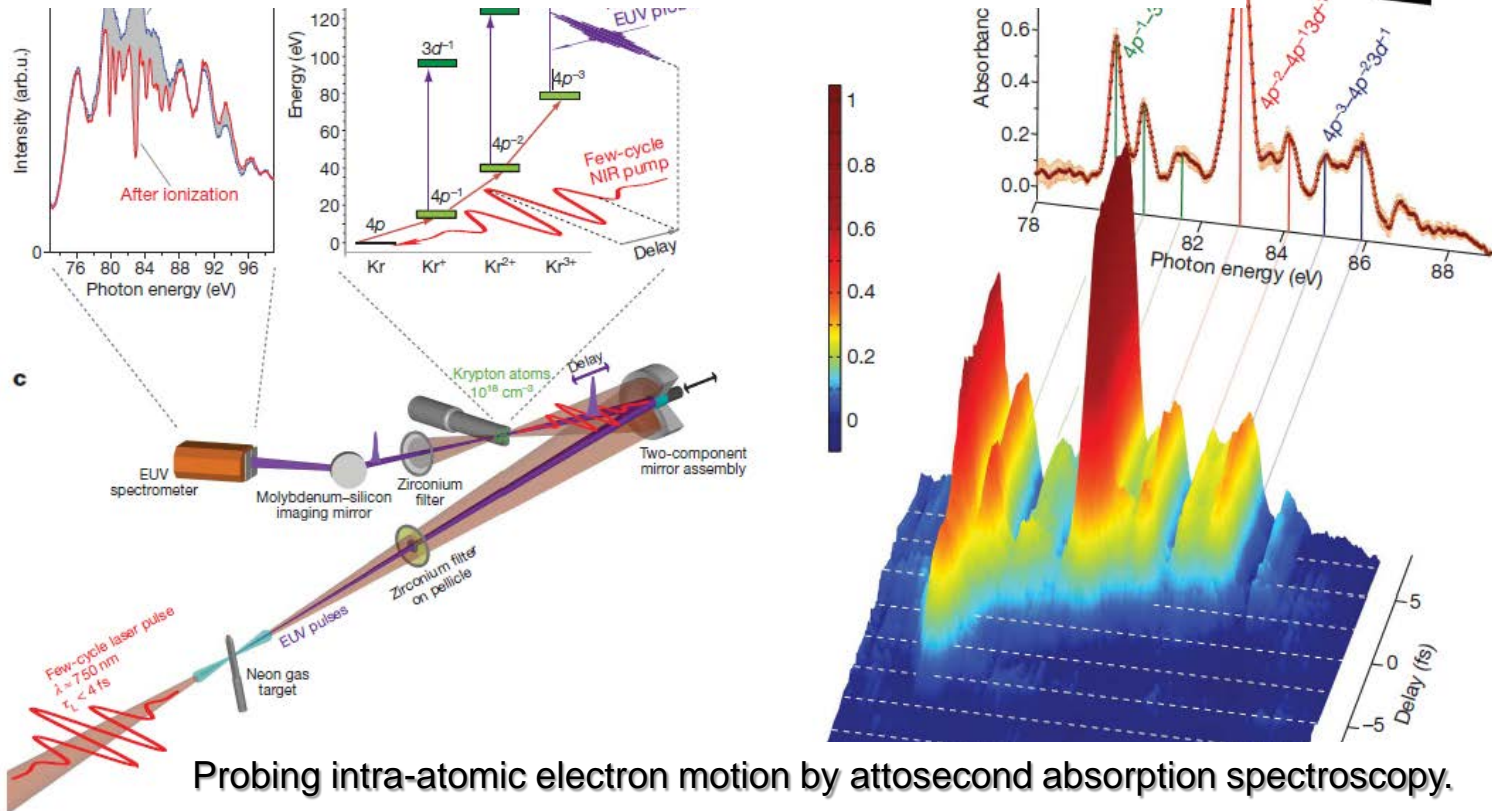 Intensity (arb.u.)
0
After ionization
76 80 84 88 92 96
Photon energy (eV)
Energy (eV)
120
100
80
60
40
20
0
3d⁻¹
4p
4p⁻¹
4p⁻²
4p⁻³
Few-cycle
NIR pump
Delay
Kr Kr⁺ Kr²⁺ Kr³⁺
c
EUV
spectrometer
Molybdenum–silicon
imaging mirror
Zirconium
filter
Krypton atoms
10¹⁸ cm⁻³
Delay
Two-component
mirror assembly
Zirconium filter
on pellicle
EUV pulses
Neon gas
target
Few-cycle laser pulse
λ ≈ 750 nm
τL < 4 fs
0.6
0.4
0.2
0.0
4p⁻²–4p⁻¹3d⁻¹
4p⁻³–4p⁻²3d⁻¹
78 82 84 86 88
Photon energy (eV)
1
0.8
0.6
0.4
0.2
0
5
0
–5
Delay (fs)
Probing intra-atomic electron motion by attosecond absorption spectroscopy.